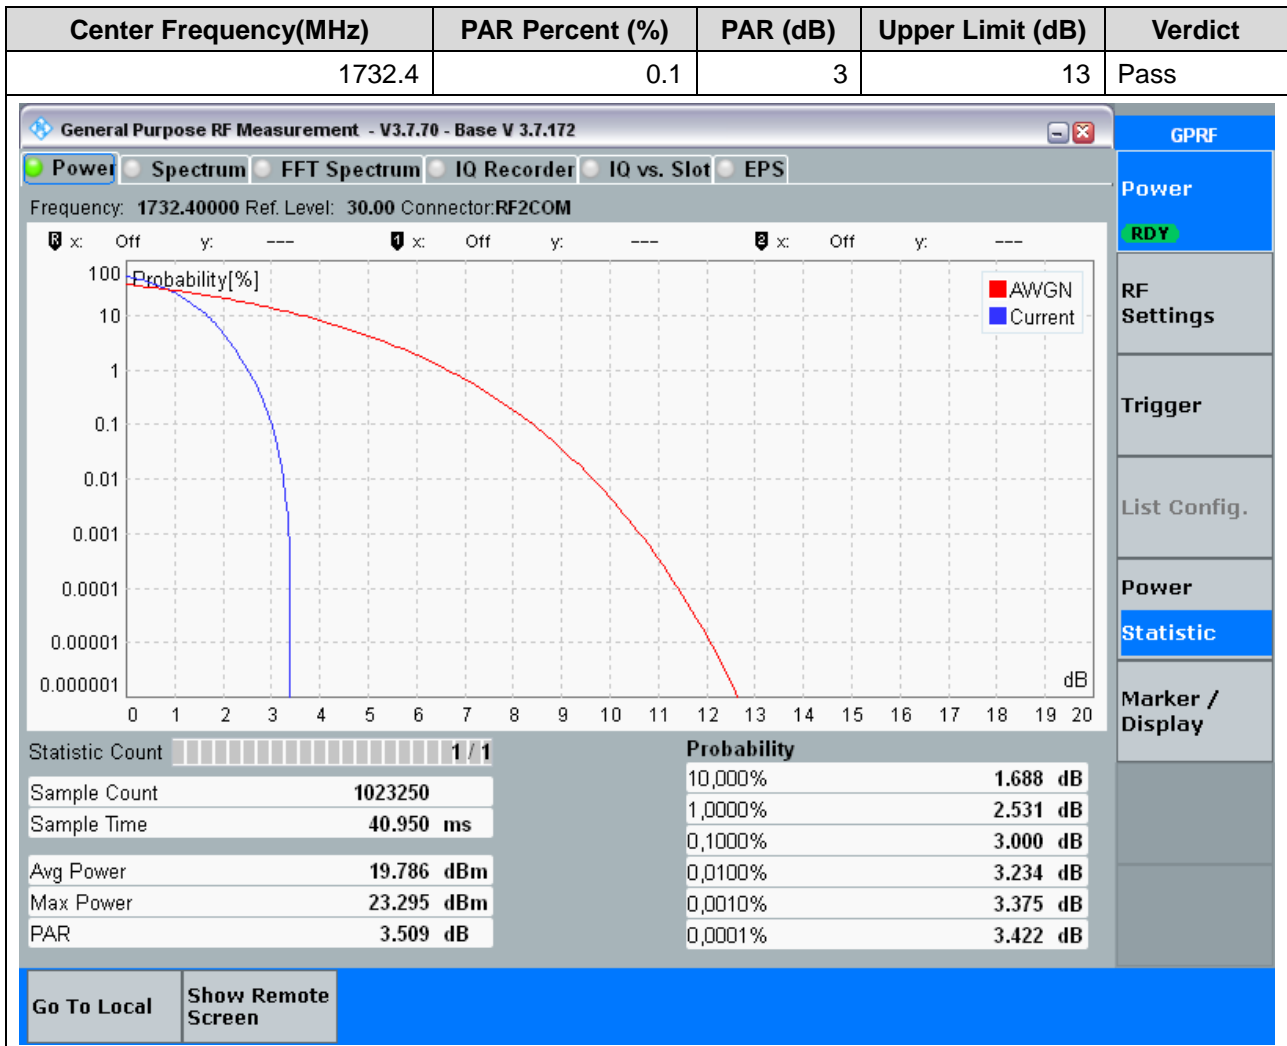 Center Frequency(MHz) PAR Percent (%) PAR (dB) Upper Limit (dB) Verdict
1732.4 0.1 3 13 Pass
General Purpose RF Measurement - V3.7.70 - Base V 3.7.172
GPRF
Power Spectrum FFT Spectrum IQ Recorder IQ vs. Slot EPS
Frequency: 1732.40000 Ref. Level: 30.00 Connector:RF2COM
R x: Off y: --- 1 x: Off y: --- 2 x: Off y: ---
Probability[%]
100
10
1
0.1
0.01
0.001
0.0001
0.00001
0.000001
AWGN
Current
dB
0 1 2 3 4 5 6 7 8 9 10 11 12 13 14 15 16 17 18 19 20
Statistic Count 1 / 1
Sample Count 1023250
Sample Time 40.950 ms
Avg Power 19.786 dBm
Max Power 23.295 dBm
PAR 3.509 dB
Probability
10,000% 1.688 dB
1,0000% 2.531 dB
0,1000% 3.000 dB
0,0100% 3.234 dB
0,0010% 3.375 dB
0,0001% 3.422 dB
Power
RDY
RF
Settings
Trigger
List Config.
Power
Statistic
Marker /
Display
Go To Local
Show Remote
Screen